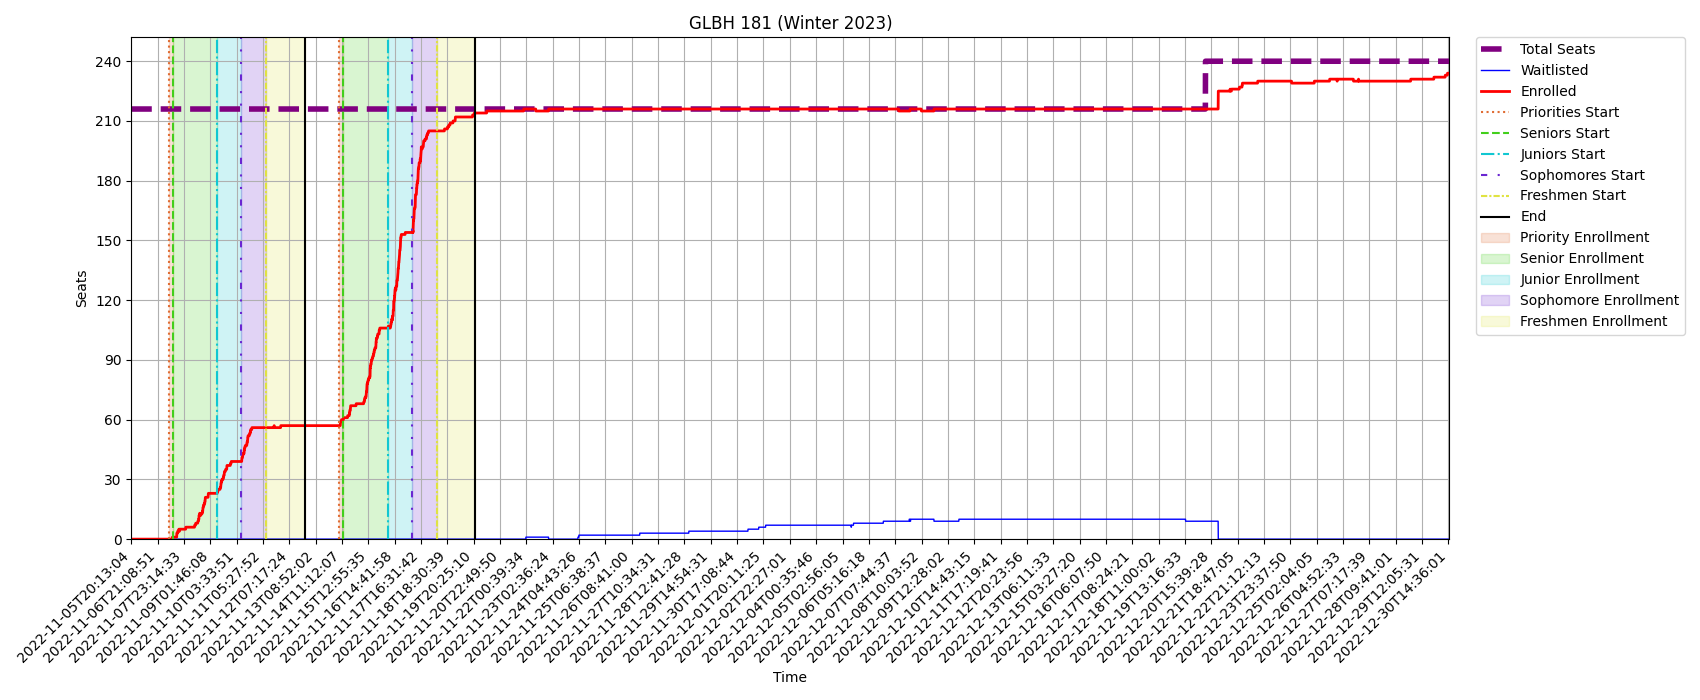 GLBH 181 (Winter 2023)
Total Seats
Waitlisted
Enrolled
Priorities Start
Seniors Start
Juniors Start
Sophomores Start
Freshmen Start
End
Priority Enrollment
Senior Enrollment
Junior Enrollment
Sophomore Enrollment
Freshmen Enrollment
Seats
240
210
180
150
120
90
60
30
0
2022-11-05T20:13:04
2022-11-06T21:08:51
2022-11-07T23:14:33
2022-11-09T01:46:08
2022-11-10T03:33:51
2022-11-11T05:27:52
2022-11-12T07:17:24
2022-11-13T08:52:02
2022-11-14T11:12:07
2022-11-15T12:55:35
2022-11-16T14:41:58
2022-11-17T16:31:42
2022-11-18T18:30:39
2022-11-19T20:25:10
2022-11-20T22:49:50
2022-11-22T00:39:34
2022-11-23T02:36:24
2022-11-24T04:43:26
2022-11-25T06:38:37
2022-11-26T08:41:00
2022-11-27T10:34:31
2022-11-28T12:41:28
2022-11-29T14:54:31
2022-11-30T17:08:44
2022-12-01T20:11:25
2022-12-02T22:27:01
2022-12-04T00:35:46
2022-12-05T02:56:05
2022-12-06T05:16:18
2022-12-07T07:44:37
2022-12-08T10:03:52
2022-12-09T12:28:02
2022-12-10T14:43:15
2022-12-11T17:19:41
2022-12-12T20:23:56
2022-12-13T06:11:33
2022-12-15T03:27:20
2022-12-16T06:07:50
2022-12-17T08:24:21
2022-12-18T11:00:02
2022-12-19T13:16:33
2022-12-20T15:39:28
2022-12-21T18:47:05
2022-12-22T21:12:13
2022-12-23T23:37:50
2022-12-25T02:04:05
2022-12-26T04:52:33
2022-12-27T07:17:39
2022-12-28T09:41:01
2022-12-29T12:05:31
2022-12-30T14:36:01
Time